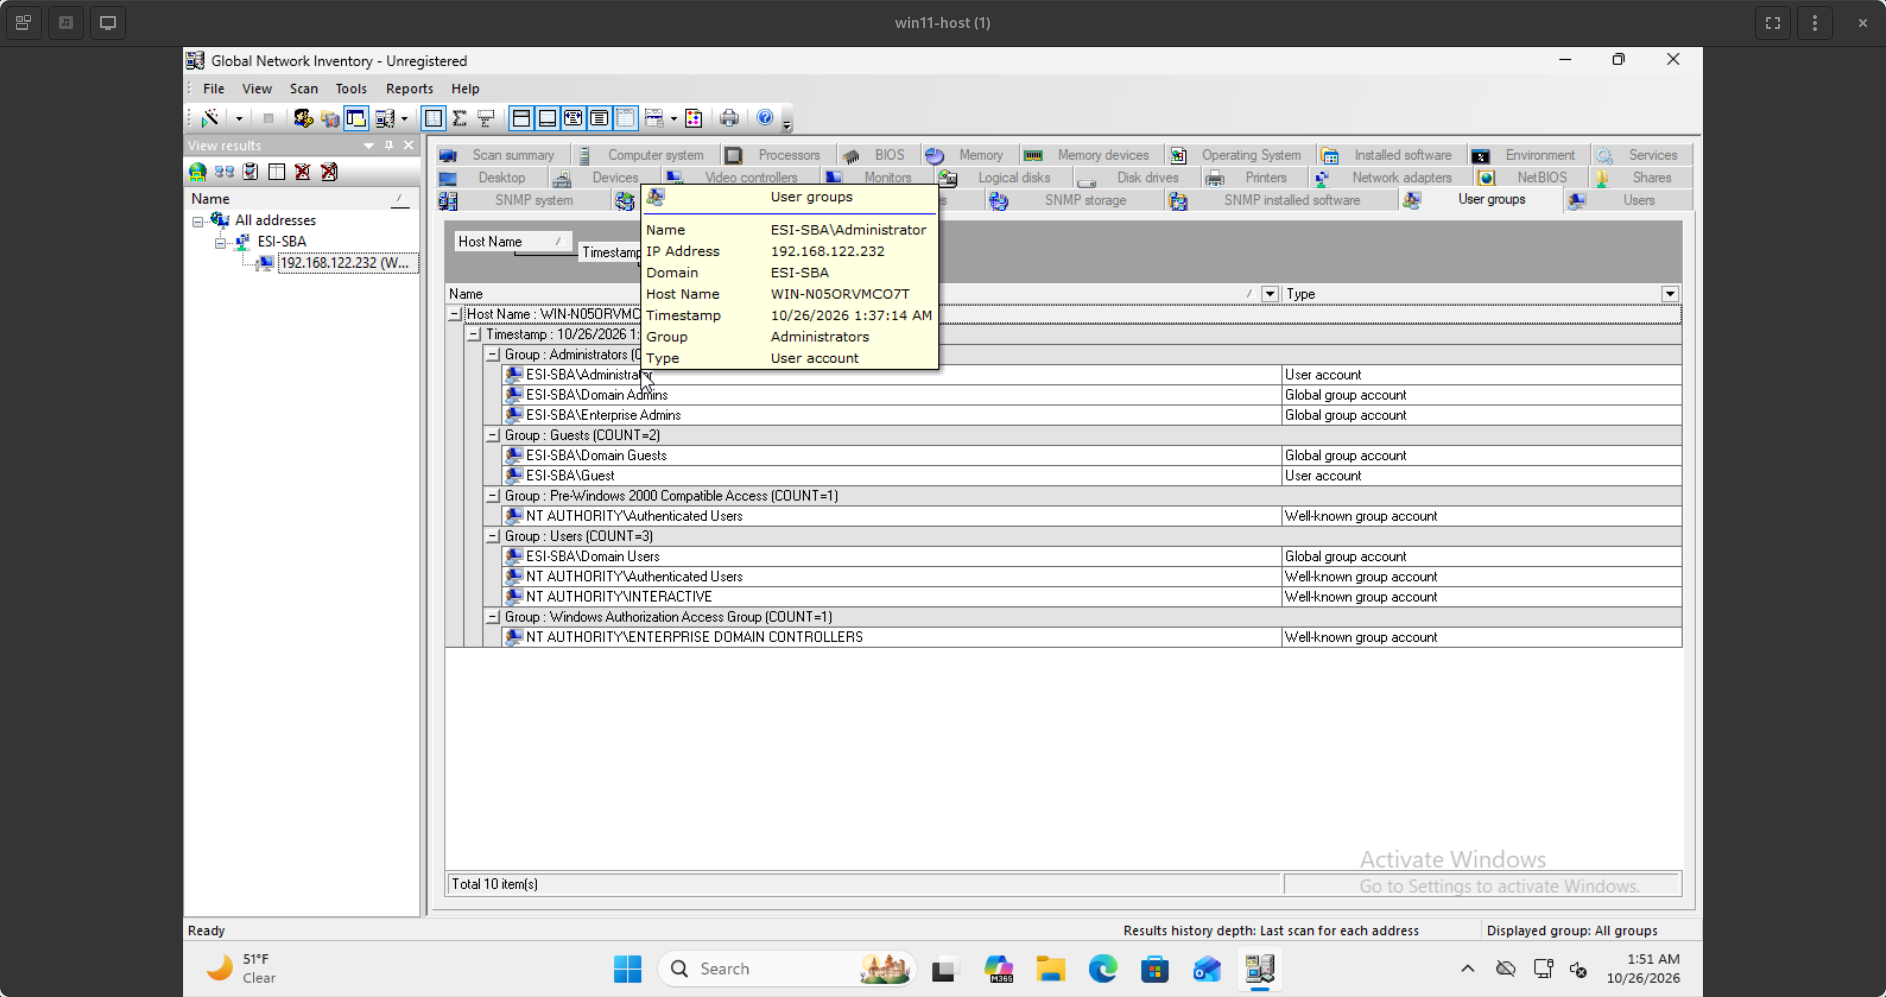 win11-host (1)
Global Network Inventory - Unregistered
File View Scan Tools Reports Help
View results
Name
All addresses
ESI-SBA
192.168.122.232 (W...
Scan summary Computer system Processors BIOS Memory Memory devices Operating System Installed software Environment Services
Desktop Devices Video controllers Monitors Logical disks Disk drives Printers Network adapters NetBIOS Shares
SNMP system SNMP storage SNMP installed software User groups Users
Host Name
Timestamp
Name Type
Host Name : WIN-N05ORVMC
Timestamp : 10/26/2026 1:
Group : Administrators (C
ESI-SBA\Administrator User account
ESI-SBA\Domain Admins Global group account
ESI-SBA\Enterprise Admins Global group account
Group : Guests (COUNT=2)
ESI-SBA\Domain Guests Global group account
ESI-SBA\Guest User account
Group : Pre-Windows 2000 Compatible Access (COUNT=1)
NT AUTHORITY\Authenticated Users Well-known group account
Group : Users (COUNT=3)
ESI-SBA\Domain Users Global group account
NT AUTHORITY\Authenticated Users Well-known group account
NT AUTHORITY\INTERACTIVE Well-known group account
Group : Windows Authorization Access Group (COUNT=1)
NT AUTHORITY\ENTERPRISE DOMAIN CONTROLLERS Well-known group account
User groups
Name ESI-SBA\Administrator
IP Address 192.168.122.232
Domain ESI-SBA
Host Name WIN-N05ORVMCO7T
Timestamp 10/26/2026 1:37:14 AM
Group Administrators
Type User account
Total 10 item(s)
Activate Windows
Go to Settings to activate Windows.
Ready
Results history depth: Last scan for each address
Displayed group: All groups
51°F
Clear
Search
M365
1:51 AM
10/26/2026